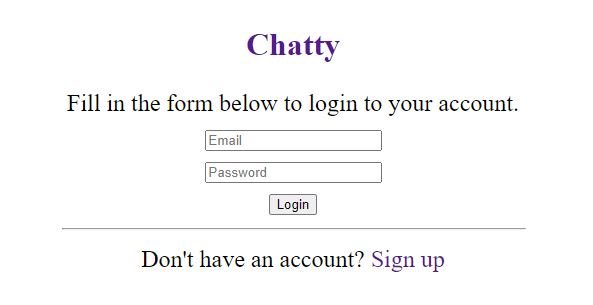 Chatty
Fill in the form below to login to your account.
Email
Password
Login
Don't have an account? Sign up